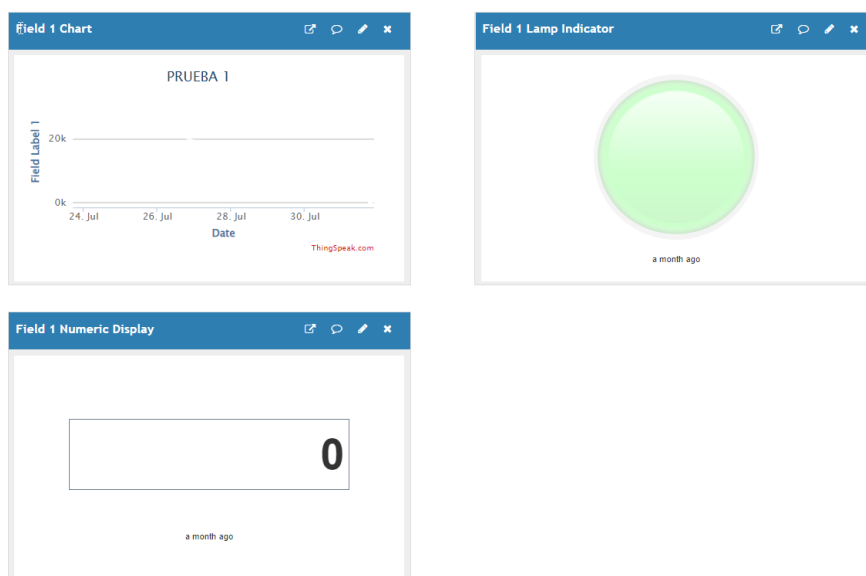 Field 1 Chart
PRUEBA 1
Field Label 1
20k
0k
24. Jul
26. Jul
28. Jul
30. Jul
Date
ThingSpeak.com
Field 1 Lamp Indicator
a month ago
Field 1 Numeric Display
0
a month ago